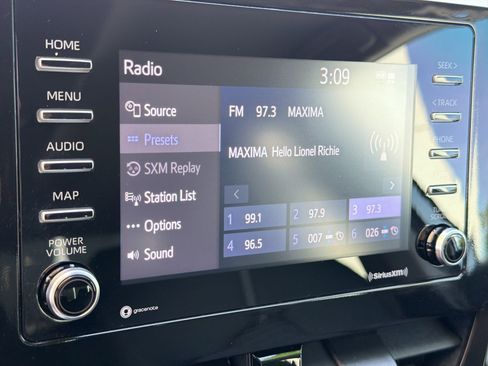 HOME
MENU
AUDIO
MAP
POWER
VOLUME
Radio
3:09
Source
Presets
SXM Replay
Station List
Options
Sound
FM 97.3 MAXIMA
MAXIMA Hello Lionel Richie
1 99.1
2 97.9
3 97.3
4 96.5
5 007
6 026
SEEK >
< TRACK
PHONE
SCROLL
gracenote
SiriusXM